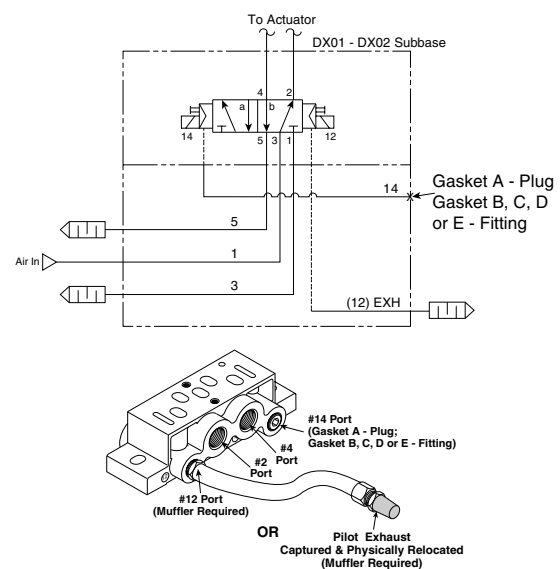 To Actuator
DX01 - DX02 Subbase
4 2
a b
14 12
5 3 1
14
Gasket A - Plug
Gasket B, C, D
or E - Fitting
5
Air In
1
3
(12) EXH
#14 Port
(Gasket A - Plug;
Gasket B, C, D or E - Fitting)
#4
Port
#2
Port
#12 Port
(Muffler Required)
OR
Pilot Exhaust
Captured & Physically Relocated
(Muffler Required)